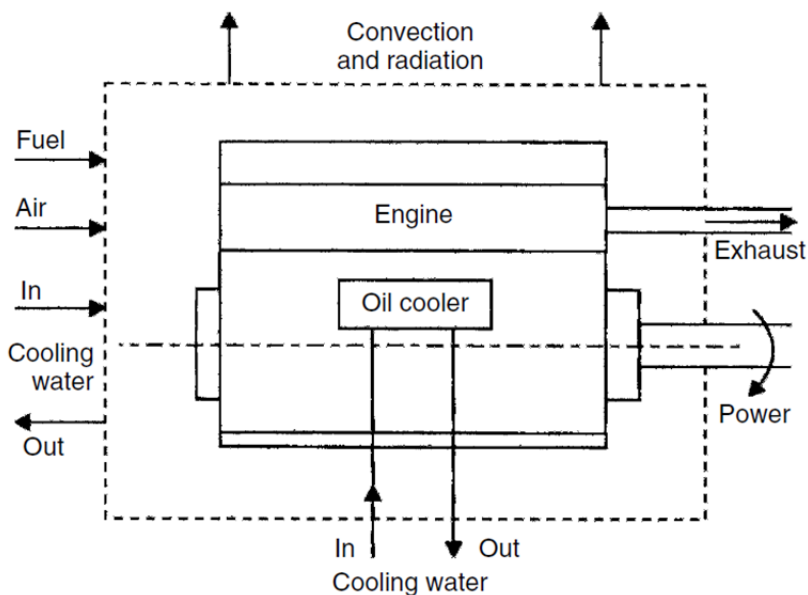 Convection
and radiation
Fuel
Air
Engine
Exhaust
In
Oil cooler
Cooling
water
Power
Out
In
Out
Cooling water